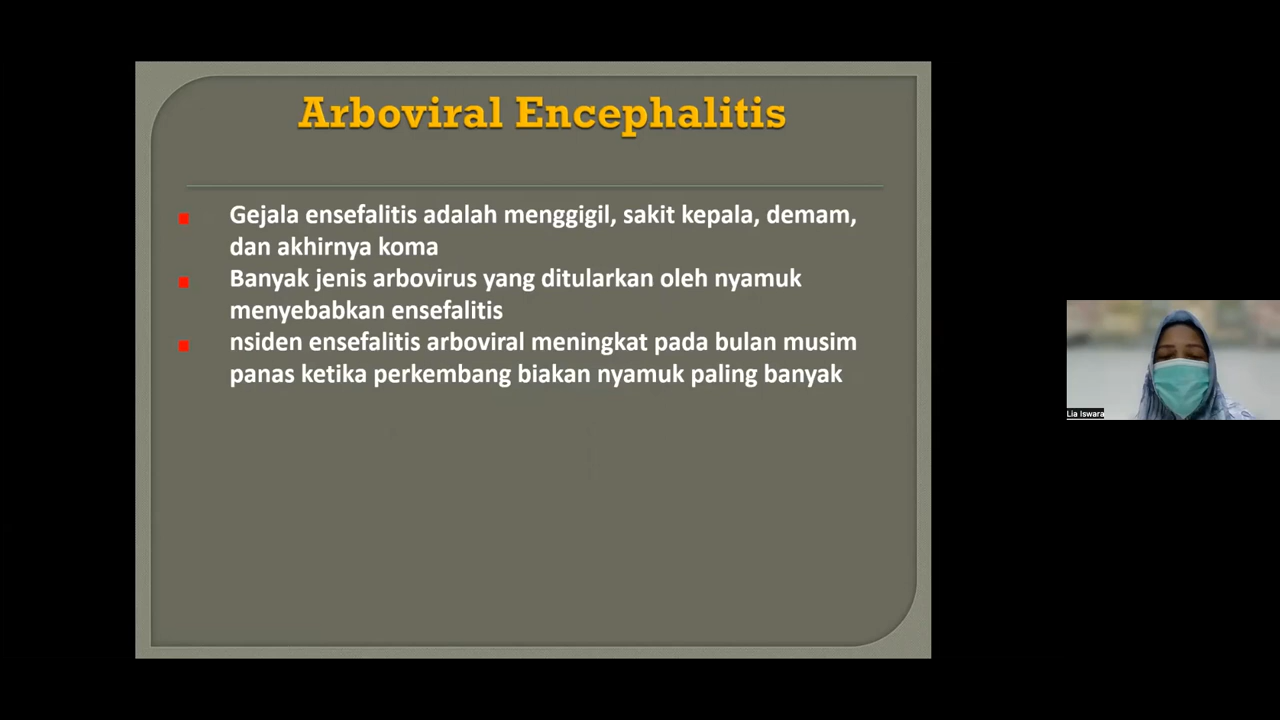 Arboviral Encephalitis
Gejala ensefalitis adalah menggigil, sakit kepala, demam,
dan akhirnya koma
Banyak jenis arbovirus yang ditularkan oleh nyamuk
menyebabkan ensefalitis
nsiden ensefalitis arboviral meningkat pada bulan musim
panas ketika perkembang biakan nyamuk paling banyak
Lia Iswara